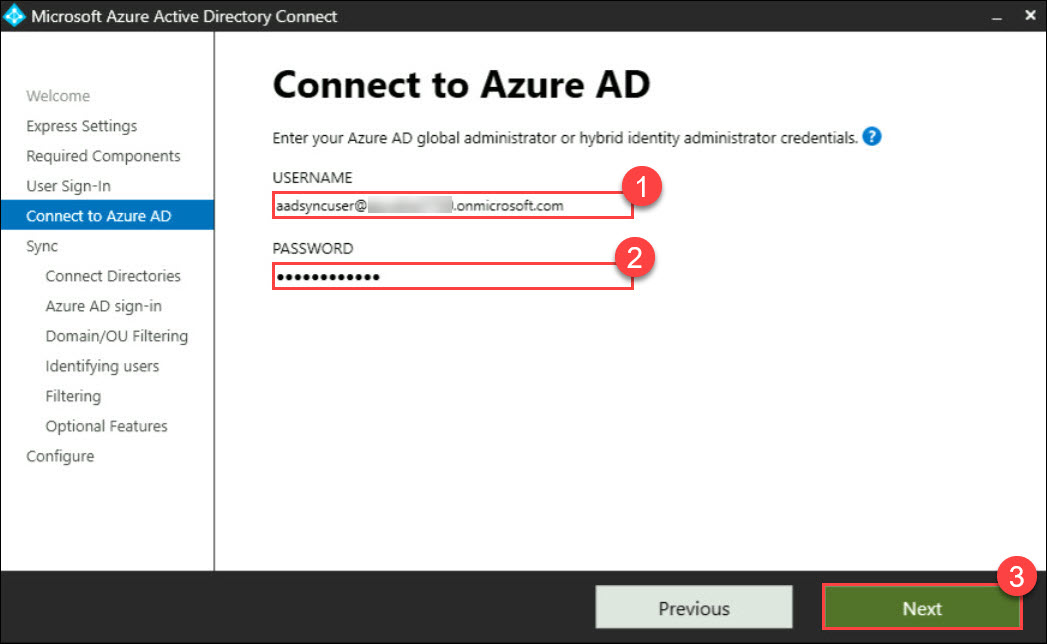 Microsoft Azure Active Directory Connect
Welcome
Express Settings
Required Components
User Sign-In
Connect to Azure AD
Sync
Connect Directories
Azure AD sign-in
Domain/OU Filtering
Identifying users
Filtering
Optional Features
Configure
Connect to Azure AD
Enter your Azure AD global administrator or hybrid identity administrator credentials. ?
USERNAME
1
aadsyncuser@ .onmicrosoft.com
PASSWORD
2
••••••••••••
Previous
Next
3